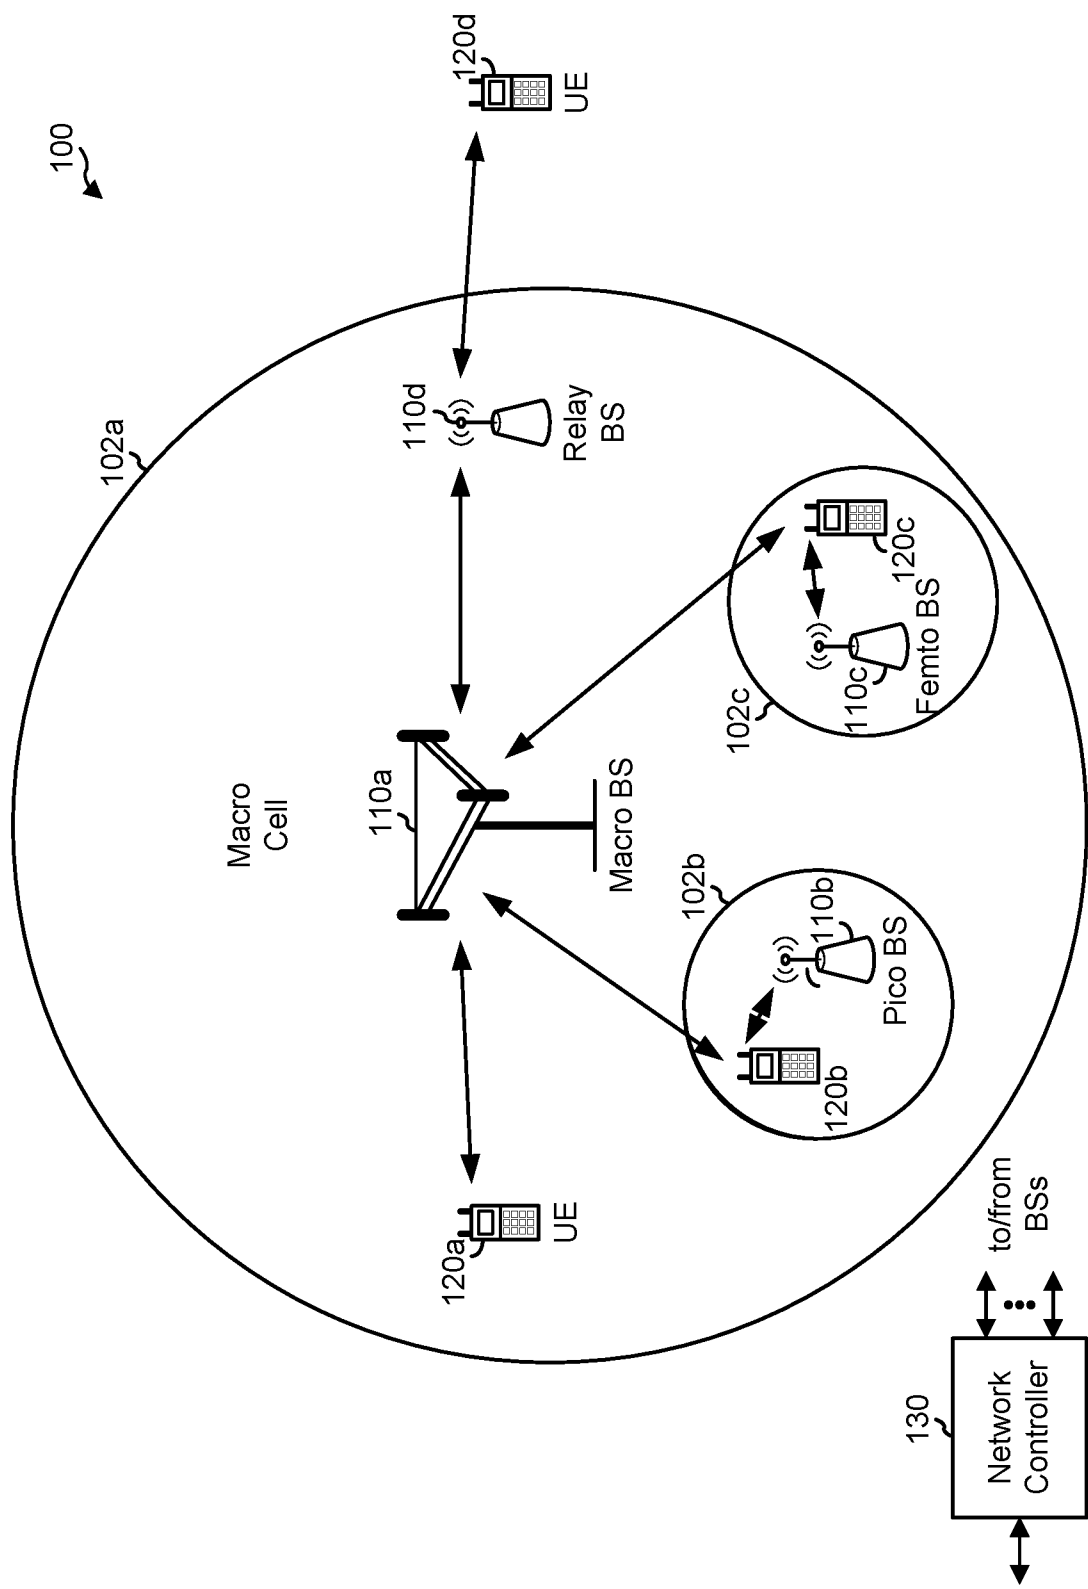 100
102a
Macro
Cell
110a
110d
120d
UE
Relay
BS
120a
UE
Macro BS
102b
110b
Pico BS
120b
102c
110c
Femto BS
120c
130
Network
Controller
to/from
BSs